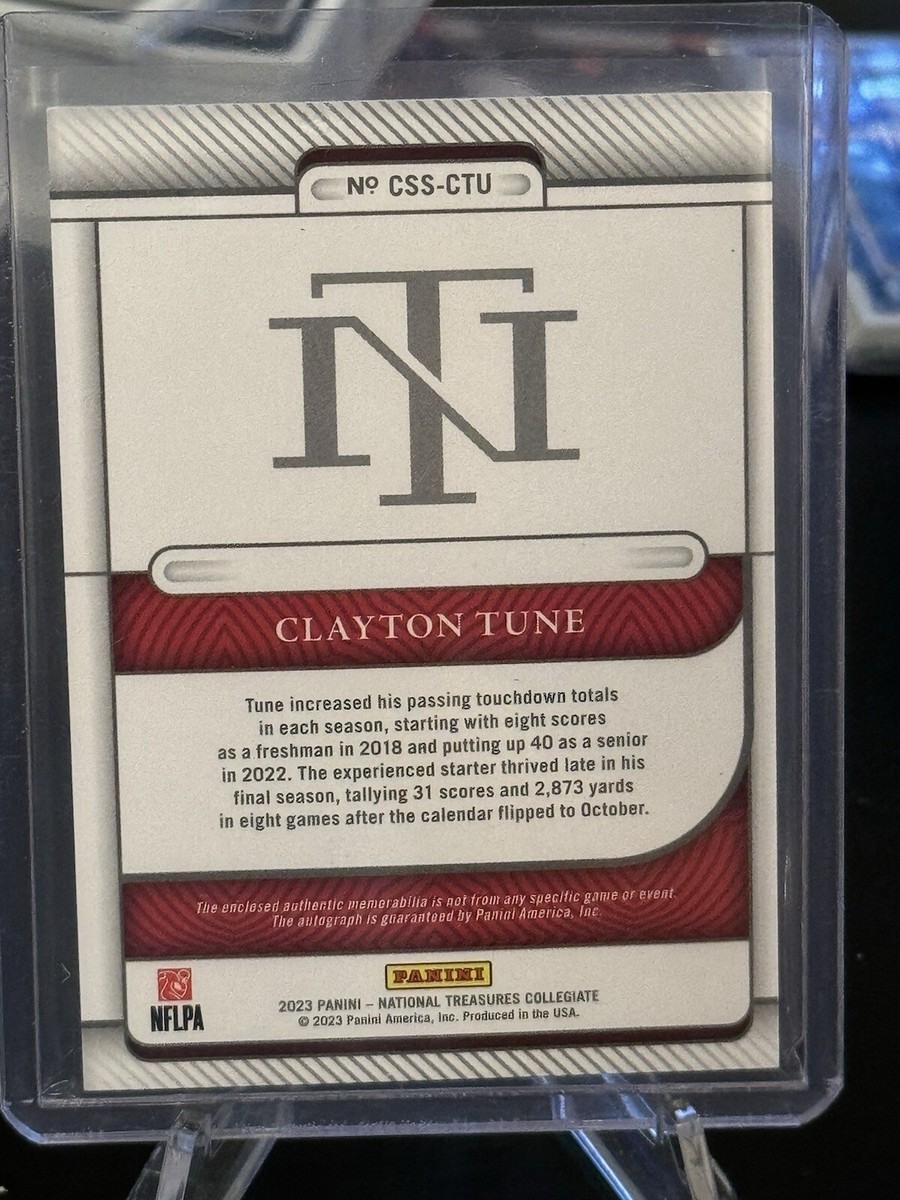 Nº CSS-CTU
NT
CLAYTON TUNE
Tune increased his passing touchdown totals
in each season, starting with eight scores
as a freshman in 2018 and putting up 40 as a senior
in 2022. The experienced starter thrived late in his
final season, tallying 31 scores and 2,873 yards
in eight games after the calendar flipped to October.
The enclosed authentic memorabilia is not from any specific game or event.
The autograph is guaranteed by Panini America, Inc.
PANINI
NFLPA
2023 PANINI – NATIONAL TREASURES COLLEGIATE
© 2023 Panini America, Inc. Produced in the USA.